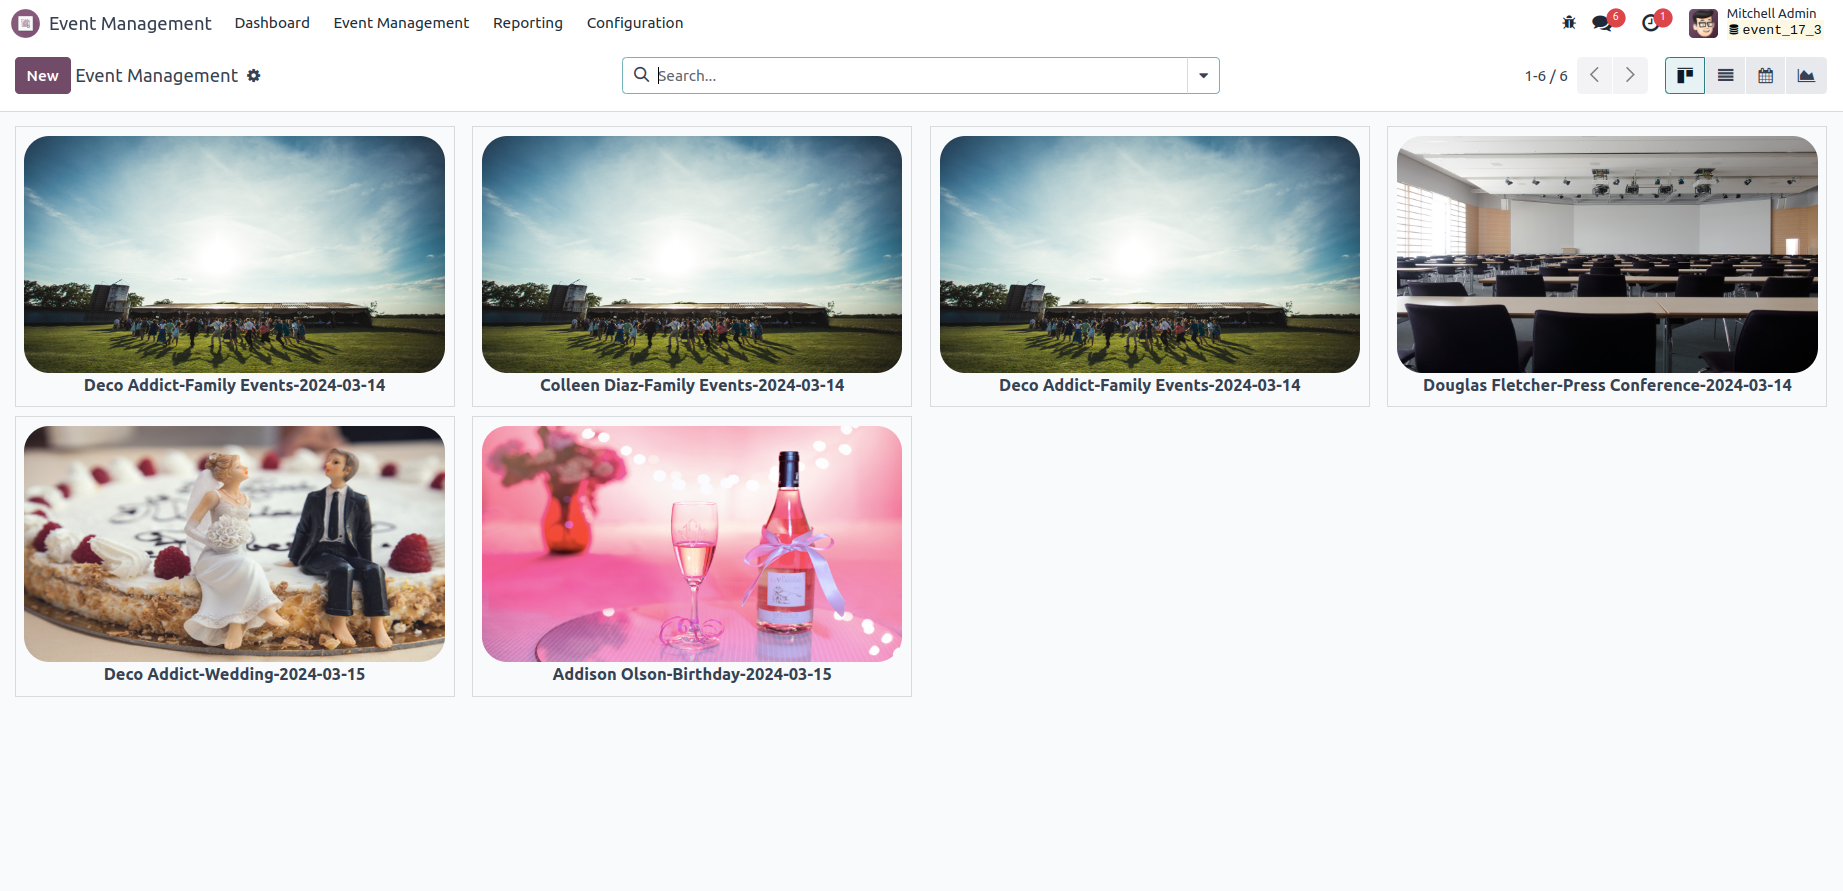 Event Management Dashboard Event Management Reporting Configuration 6 1 Mitchell Admin
event_17_3
New Event Management Search... 1-6 / 6
Deco Addict-Family Events-2024-03-14
Colleen Diaz-Family Events-2024-03-14
Deco Addict-Family Events-2024-03-14
Douglas Fletcher-Press Conference-2024-03-14
Deco Addict-Wedding-2024-03-15
Addison Olson-Birthday-2024-03-15